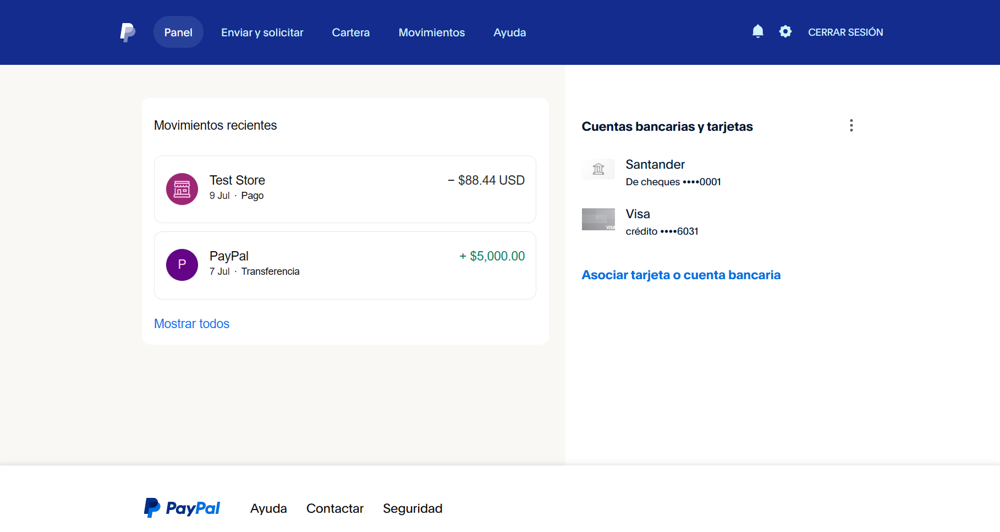 Panel
Enviar y solicitar
Cartera
Movimientos
Ayuda
CERRAR SESIÓN
Movimientos recientes
Test Store
− $88.44 USD
9 Jul · Pago
P
PayPal
+ $5,000.00
7 Jul · Transferencia
Mostrar todos
Cuentas bancarias y tarjetas
Santander
De cheques ••••0001
Visa
VISA
crédito ••••6031
Asociar tarjeta o cuenta bancaria
PayPal
Ayuda
Contactar
Seguridad